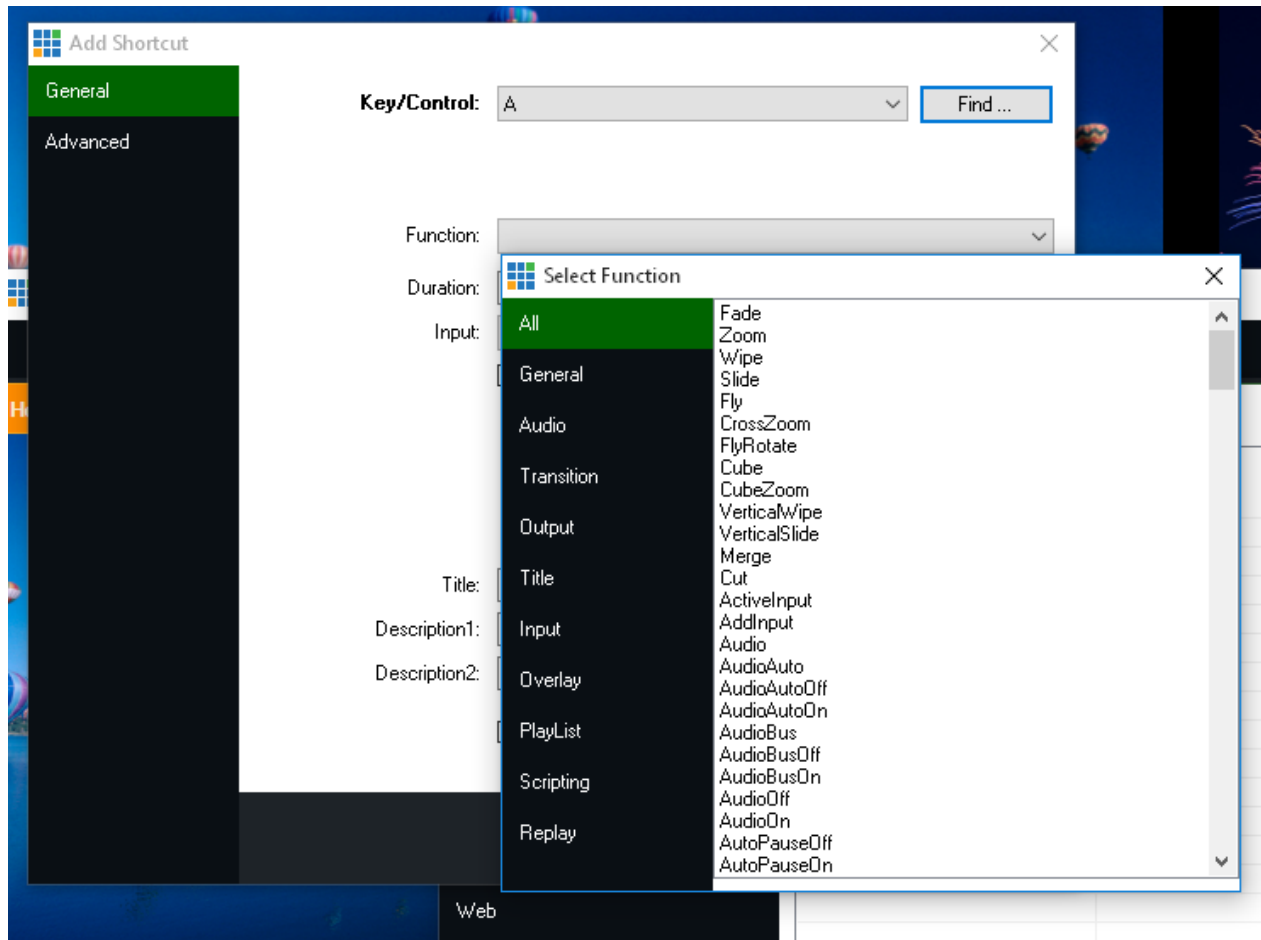 Add Shortcut
General
Advanced
Key/Control:
A
Find ...
Function:
Duration:
Input:
Title:
Description1:
Description2:
Select Function
All
General
Audio
Transition
Output
Title
Input
Overlay
PlayList
Scripting
Replay
Fade
Zoom
Wipe
Slide
Fly
CrossZoom
FlyRotate
Cube
CubeZoom
VerticalWipe
VerticalSlide
Merge
Cut
ActiveInput
AddInput
Audio
AudioAuto
AudioAutoOff
AudioAutoOn
AudioBus
AudioBusOff
AudioBusOn
AudioOff
AudioOn
AutoPauseOff
AutoPauseOn
Web